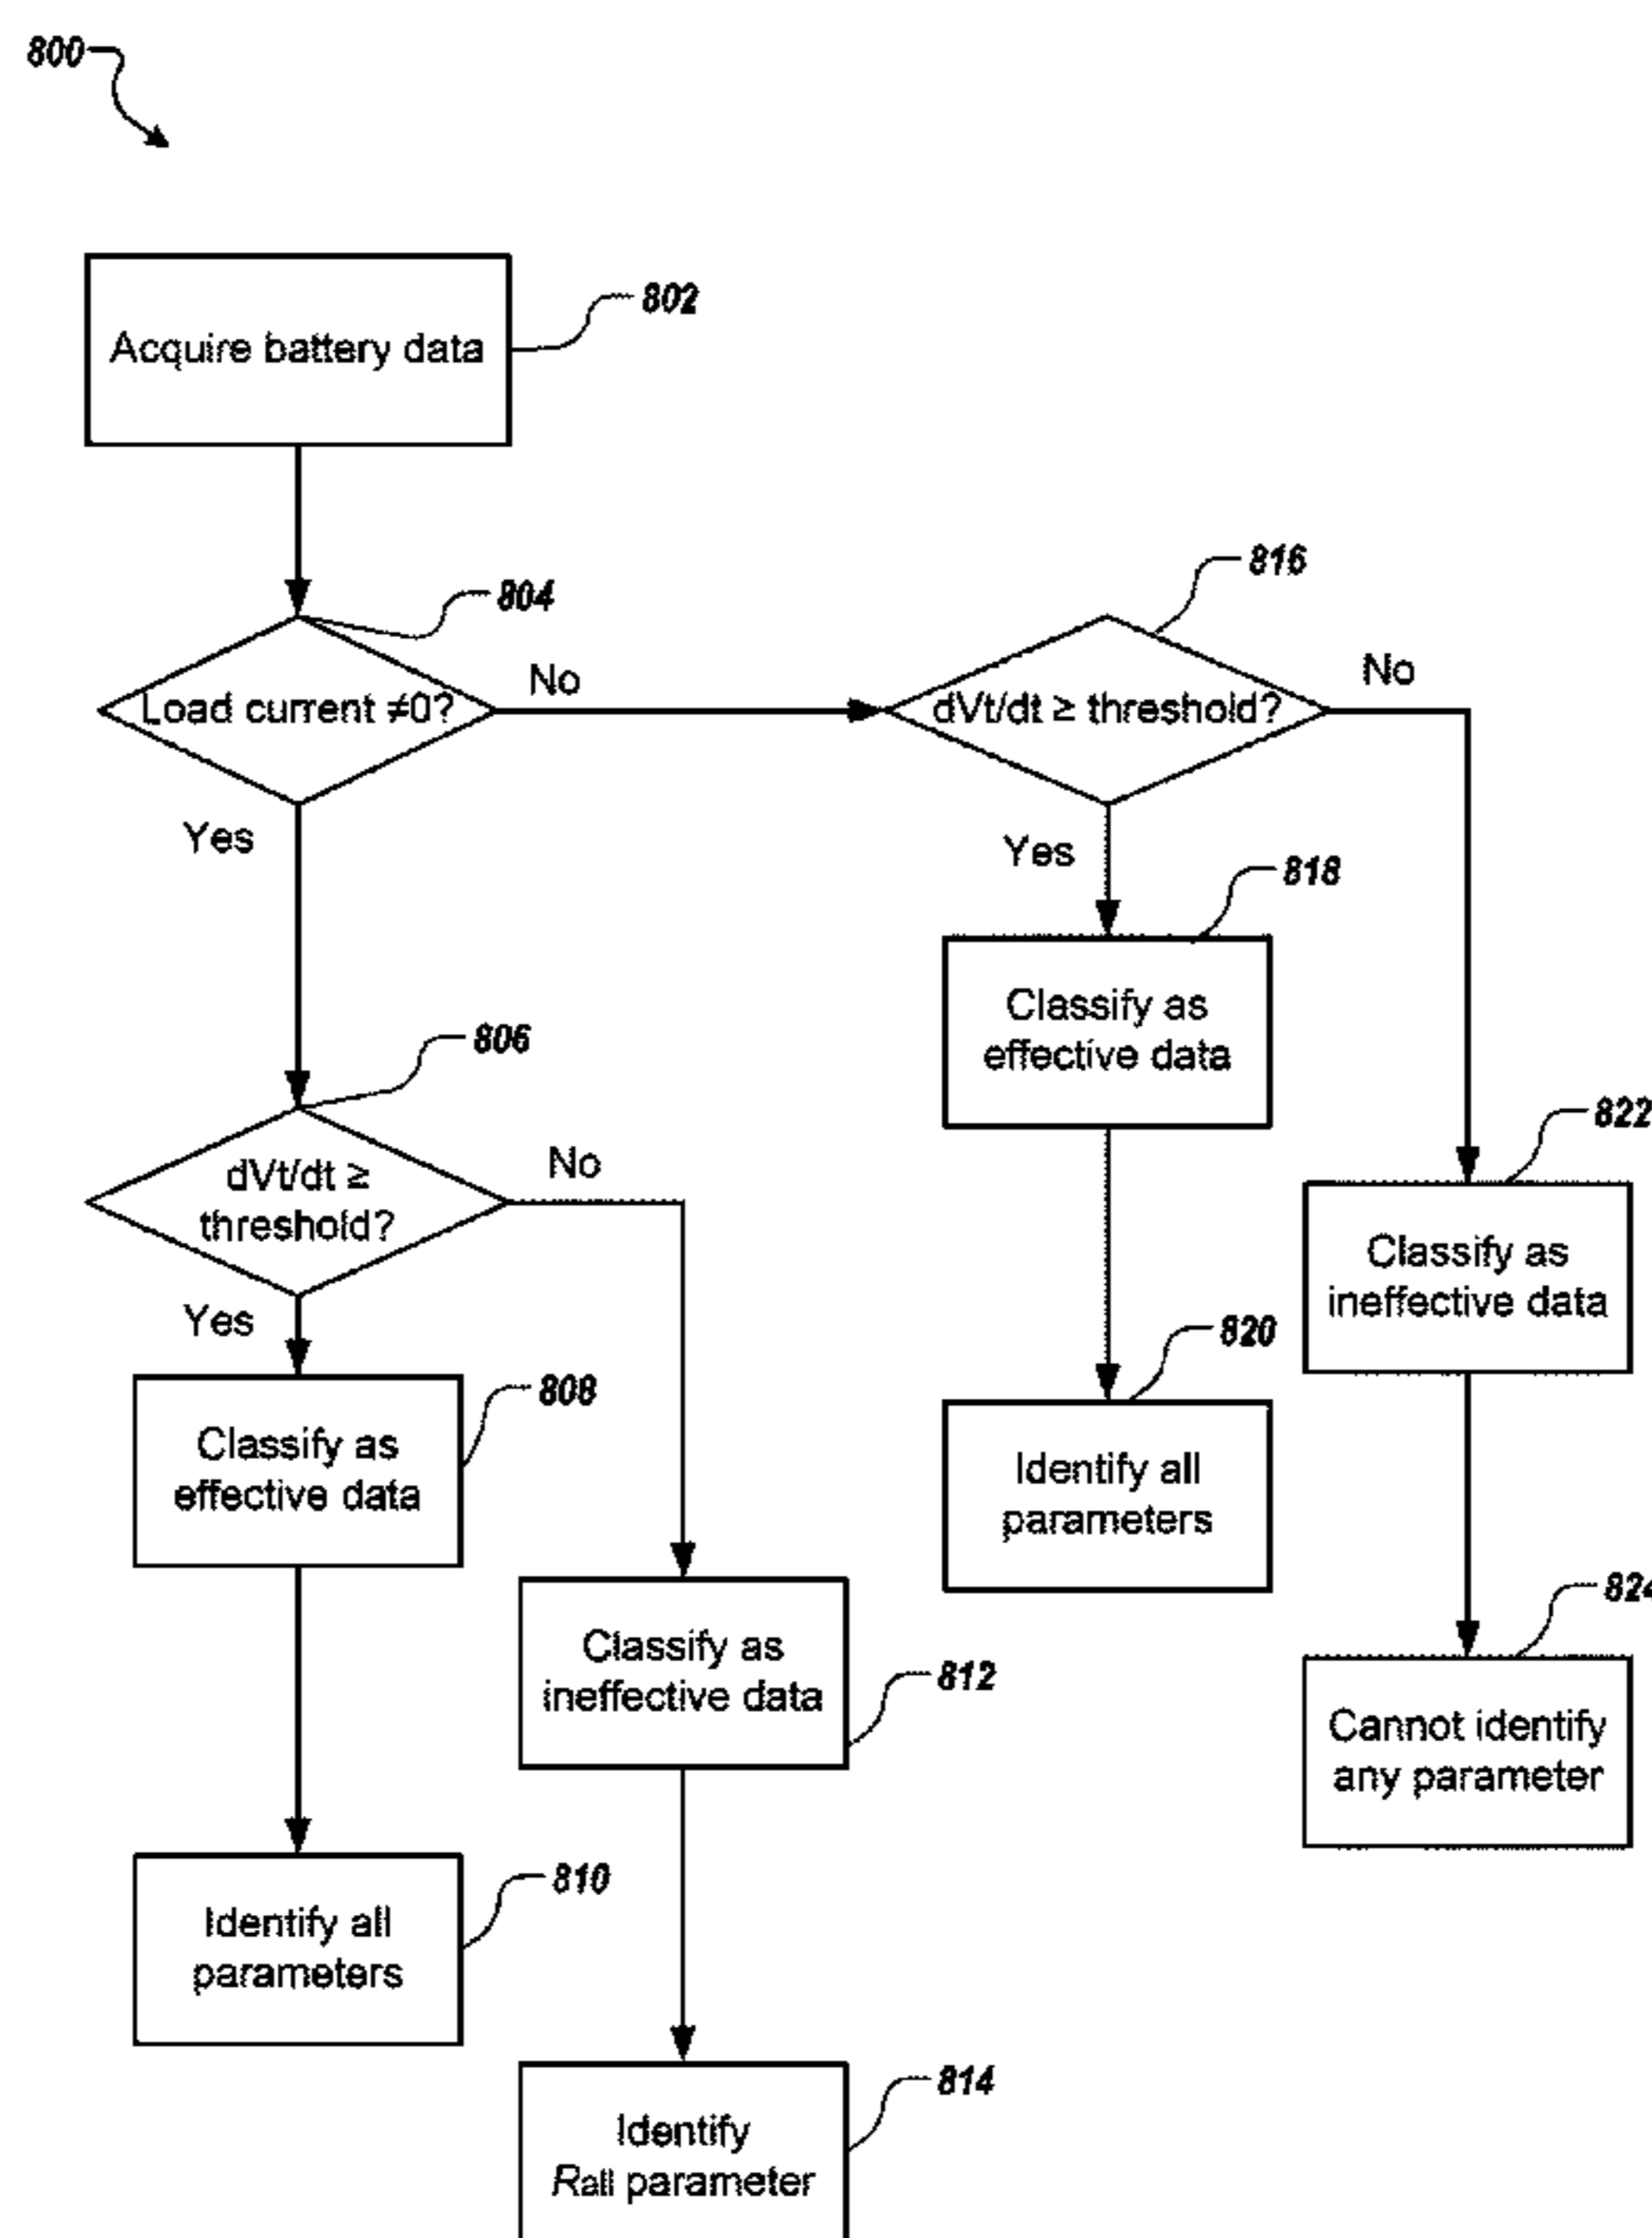 800
Acquire battery data
802
804
Load current ≠0?
No
816
dVt/dt ≥ threshold?
No
Yes
Yes
818
Classify as
effective data
806
dVt/dt ≥
threshold?
No
822
Classify as
ineffective data
Yes
808
Classify as
effective data
820
Identify all
parameters
812
Classify as
ineffective data
824
Cannot identify
any parameter
810
Identify all
parameters
814
Identify
Rall parameter